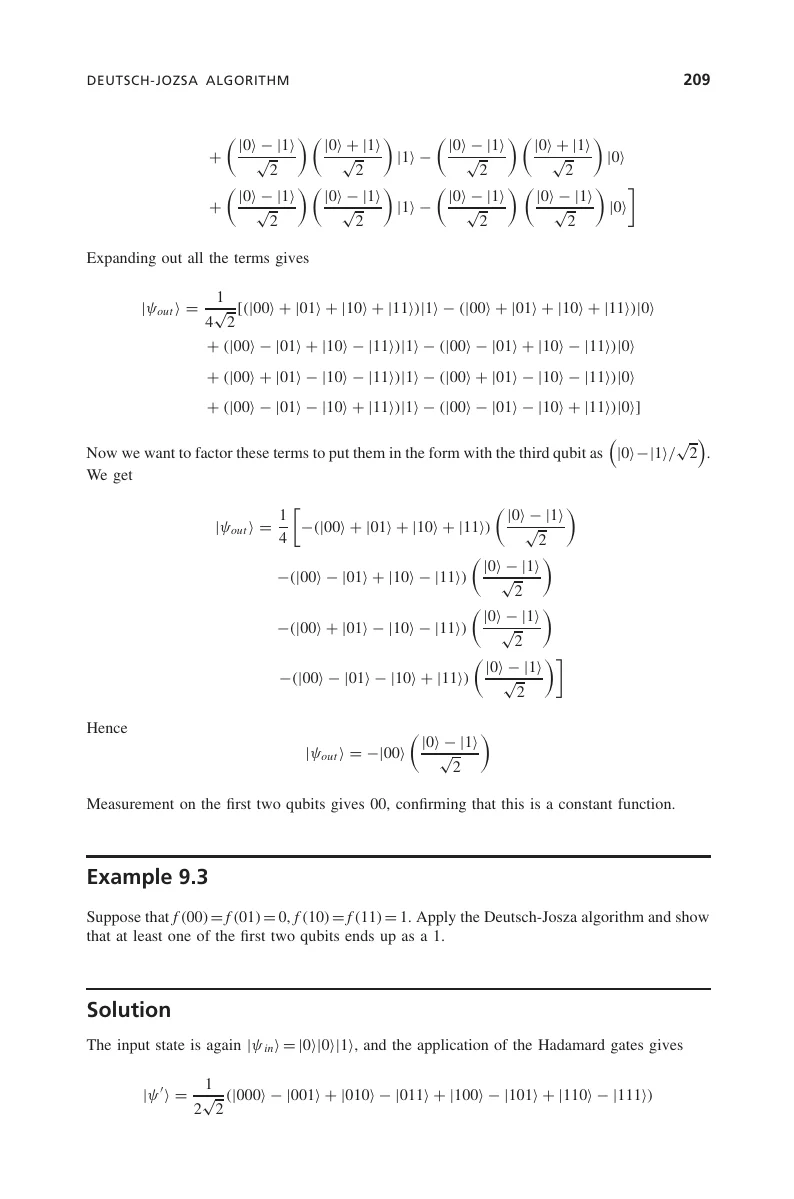 DEUTSCH-JOZSA ALGORITHM 209
+ ( (|0⟩ − |1⟩)/√2 ) ( (|0⟩ + |1⟩)/√2 ) |1⟩ − ( (|0⟩ − |1⟩)/√2 ) ( (|0⟩ + |1⟩)/√2 ) |0⟩
+ ( (|0⟩ − |1⟩)/√2 ) ( (|0⟩ − |1⟩)/√2 ) |1⟩ − ( (|0⟩ − |1⟩)/√2 ) ( (|0⟩ − |1⟩)/√2 ) |0⟩ ]
Expanding out all the terms gives
|ψout⟩ = 1/(4√2) [(|00⟩ + |01⟩ + |10⟩ + |11⟩)|1⟩ − (|00⟩ + |01⟩ + |10⟩ + |11⟩)|0⟩
+ (|00⟩ − |01⟩ + |10⟩ − |11⟩)|1⟩ − (|00⟩ − |01⟩ + |10⟩ − |11⟩)|0⟩
+ (|00⟩ + |01⟩ − |10⟩ − |11⟩)|1⟩ − (|00⟩ + |01⟩ − |10⟩ − |11⟩)|0⟩
+ (|00⟩ − |01⟩ − |10⟩ + |11⟩)|1⟩ − (|00⟩ − |01⟩ − |10⟩ + |11⟩)|0⟩]
Now we want to factor these terms to put them in the form with the third qubit as (|0⟩−|1⟩/√2).
We get
|ψout⟩ = 1/4 [ −(|00⟩ + |01⟩ + |10⟩ + |11⟩) ( (|0⟩ − |1⟩)/√2 )
−(|00⟩ − |01⟩ + |10⟩ − |11⟩) ( (|0⟩ − |1⟩)/√2 )
−(|00⟩ + |01⟩ − |10⟩ − |11⟩) ( (|0⟩ − |1⟩)/√2 )
−(|00⟩ − |01⟩ − |10⟩ + |11⟩) ( (|0⟩ − |1⟩)/√2 ) ]
Hence
|ψout⟩ = −|00⟩ ( (|0⟩ − |1⟩)/√2 )
Measurement on the first two qubits gives 00, confirming that this is a constant function.
Example 9.3
Suppose that f(00)=f(01)=0, f(10)=f(11)=1. Apply the Deutsch-Josza algorithm and show
that at least one of the first two qubits ends up as a 1.
Solution
The input state is again |ψin⟩=|0⟩|0⟩|1⟩, and the application of the Hadamard gates gives
|ψ′⟩ = 1/(2√2) (|000⟩ − |001⟩ + |010⟩ − |011⟩ + |100⟩ − |101⟩ + |110⟩ − |111⟩)